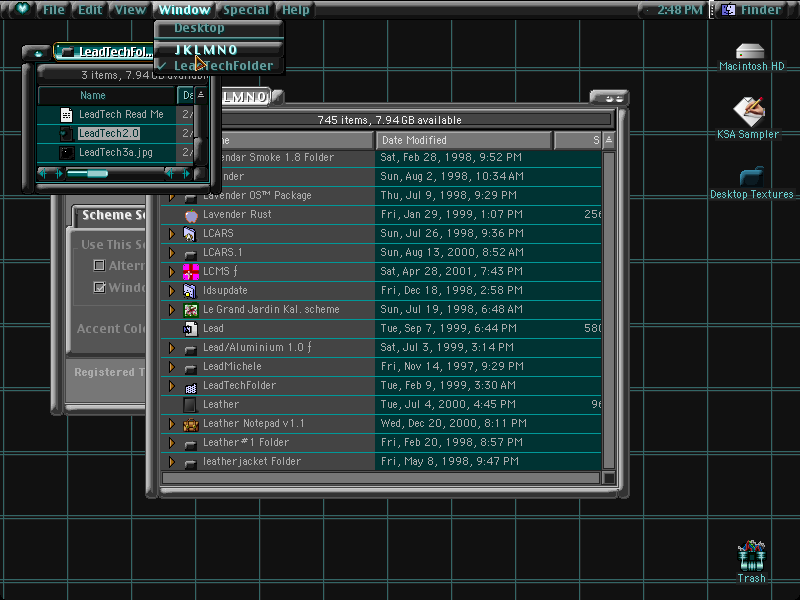 File Edit View Window Special Help 2:48 PM Finder
Desktop
JKLMNO
LeadTechFolder
LeadTechFol...
3 items, 7.94 GB available
Name Da
LeadTech Read Me 2/
LeadTech2.0 2/
LeadTech3a.jpg 2/
LMNO
745 items, 7.94 GB available
me Date Modified S
endar Smoke 1.8 Folder Sat, Feb 28, 1998, 9:52 PM
ender Sun, Aug 2, 1998, 10:34 AM
Lavender OS™ Package Thu, Jul 9, 1998, 9:29 PM
Lavender Rust Fri, Jan 29, 1999, 1:07 PM 256
LCARS Sun, Jul 26, 1998, 9:36 PM
LCARS.1 Sun, Aug 13, 2000, 8:52 AM
LCMS ƒ Sat, Apr 28, 2001, 7:43 PM
ldsupdate Fri, Dec 18, 1998, 2:58 PM
Le Grand Jardin Kal. scheme Sun, Jul 19, 1998, 6:48 AM
Lead Tue, Sep 7, 1999, 6:44 PM 580
Lead/Aluminium 1.0 ƒ Sat, Jul 3, 1999, 3:14 PM
LeadMichele Fri, Nov 14, 1997, 9:29 PM
LeadTechFolder Tue, Feb 9, 1999, 3:30 AM
Leather Tue, Jul 4, 2000, 4:45 PM 96
Leather Notepad v1.1 Wed, Dec 20, 2000, 8:11 PM
Leather#1 Folder Fri, Feb 20, 1998, 8:57 PM
leatherjacket Folder Fri, May 8, 1998, 9:47 PM
Scheme Se
Use This Se
Altern
Windo
Accent Colo
Registered T
Macintosh HD
KSA Sampler
Desktop Textures
Trash